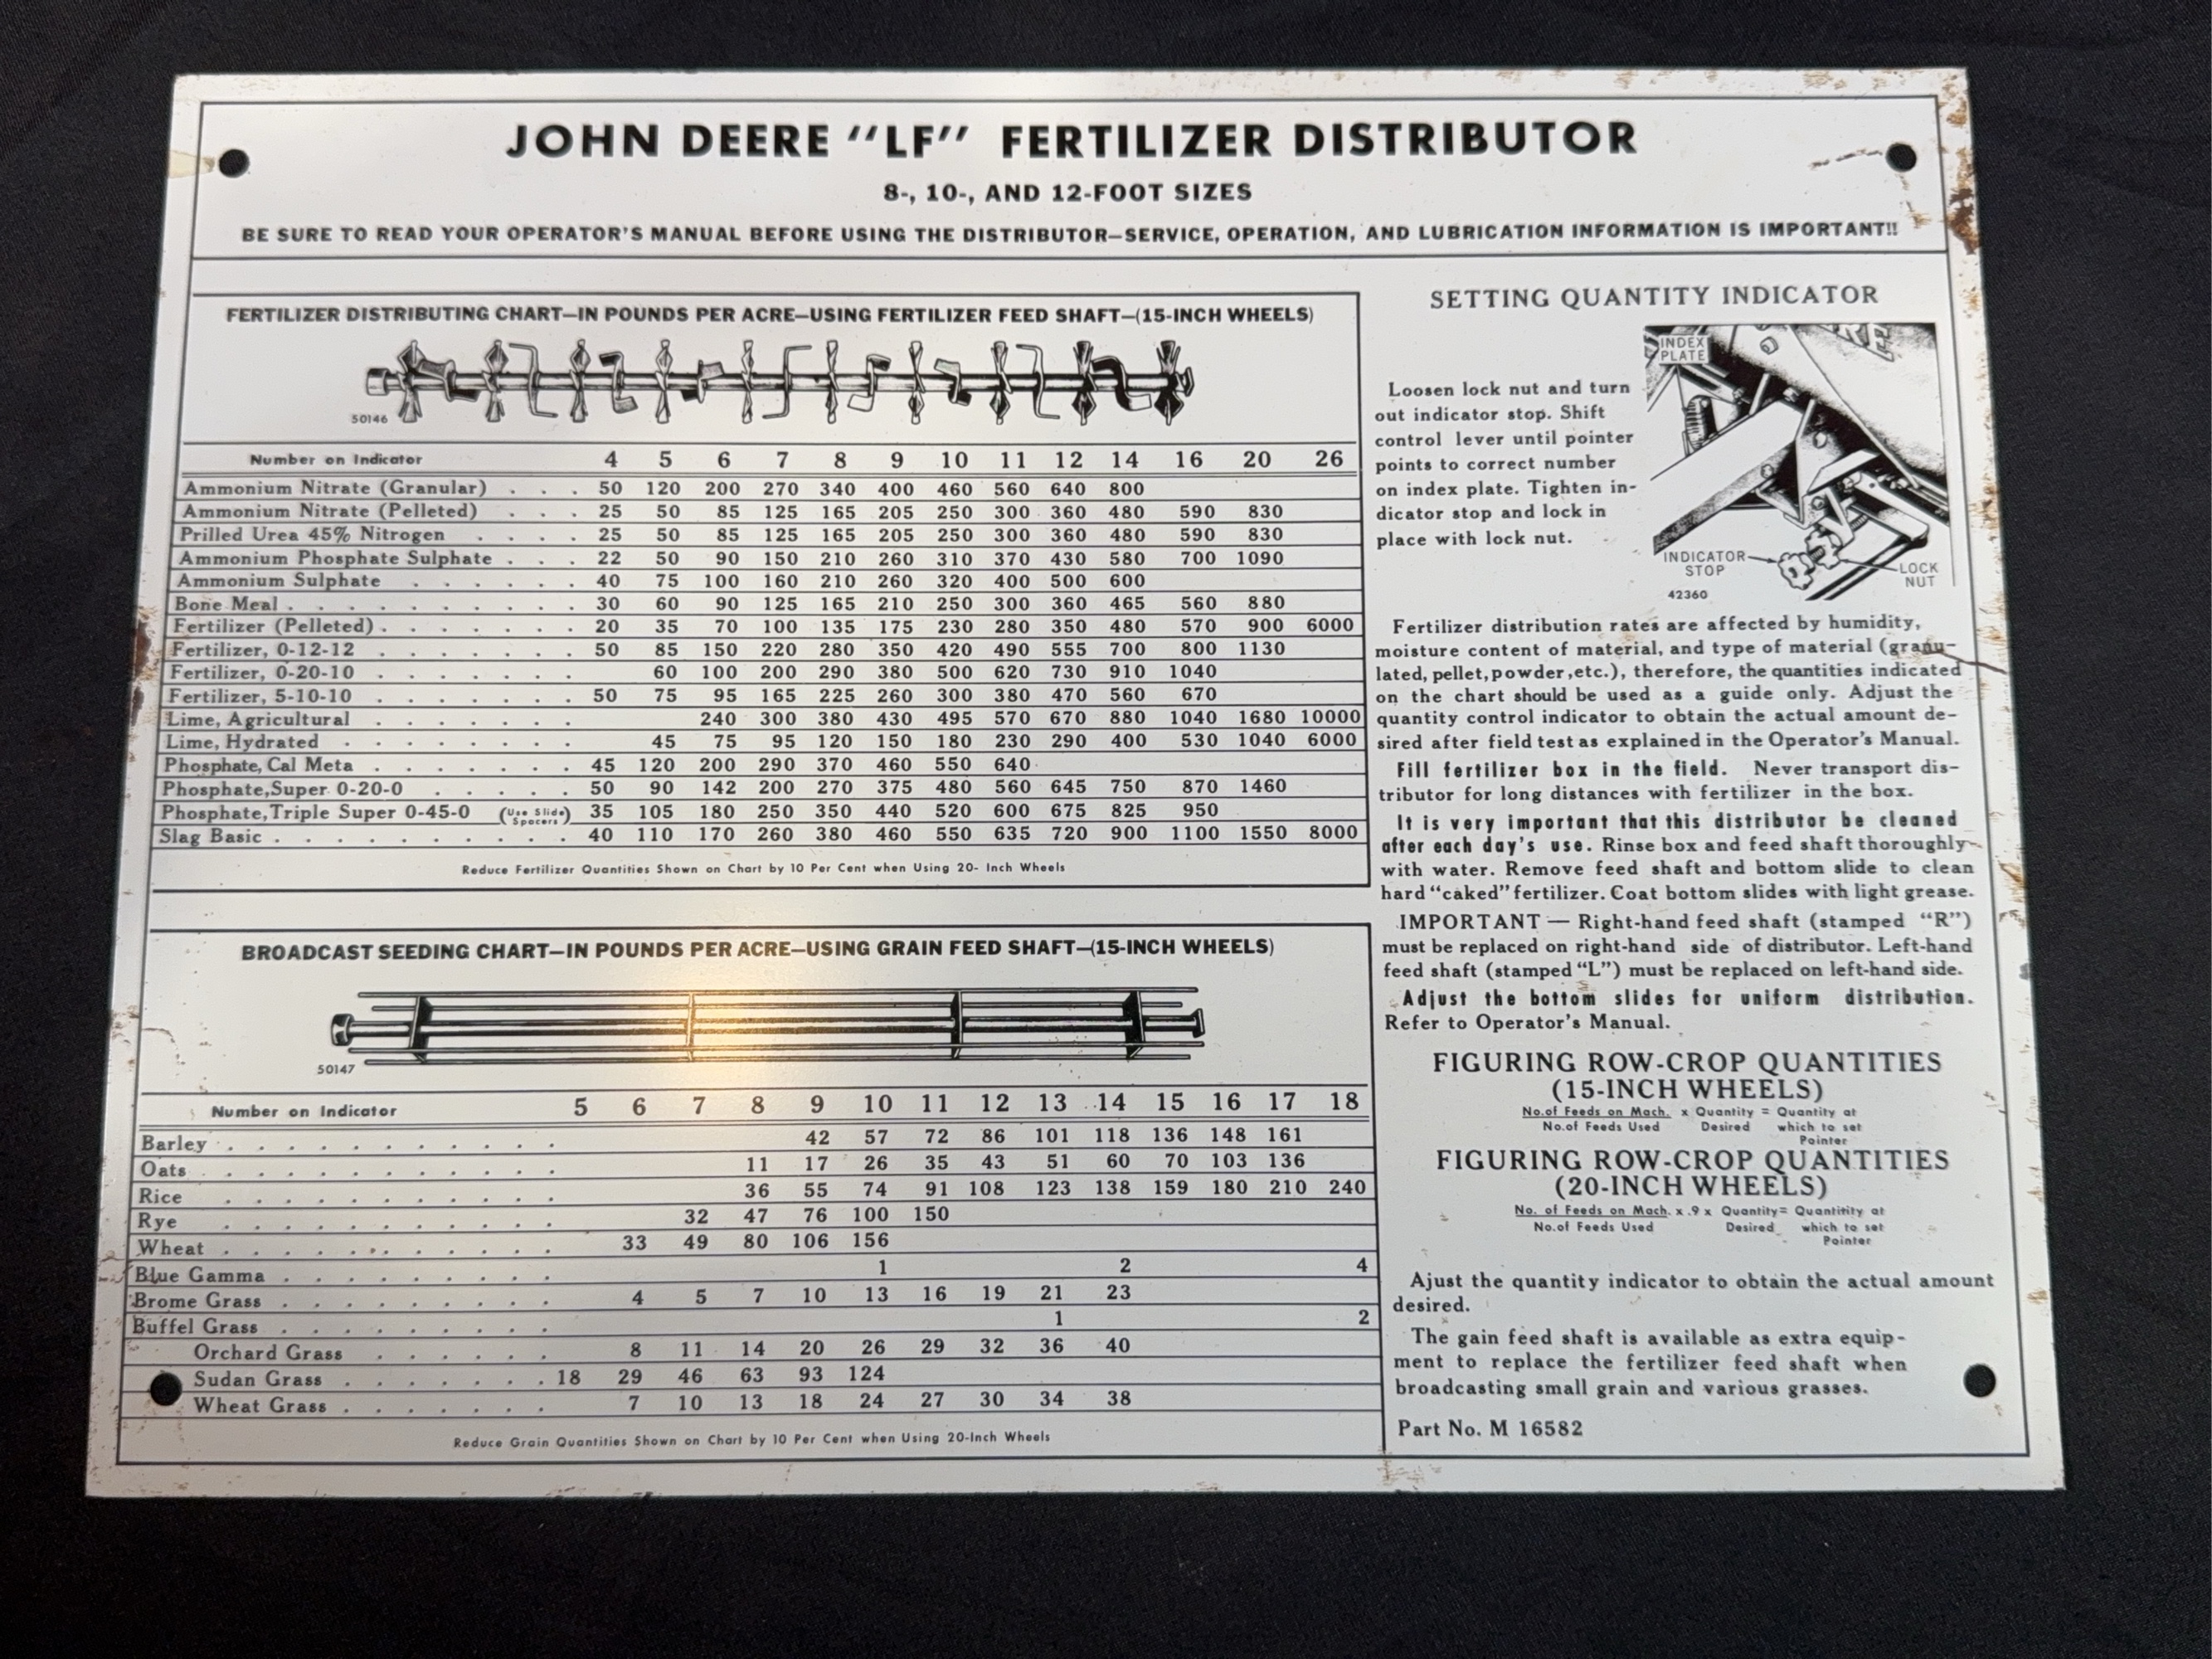 JOHN DEERE "LF" FERTILIZER DISTRIBUTOR
8-, 10-, AND 12-FOOT SIZES
BE SURE TO READ YOUR OPERATOR'S MANUAL BEFORE USING THE DISTRIBUTOR—SERVICE, OPERATION, AND LUBRICATION INFORMATION IS IMPORTANT!!
FERTILIZER DISTRIBUTING CHART—IN POUNDS PER ACRE—USING FERTILIZER FEED SHAFT—(15-INCH WHEELS)
50146
Number on Indicator 4 5 6 7 8 9 10 11 12 14 16 20 26
Ammonium Nitrate (Granular) . . . 50 120 200 270 340 400 460 560 640 800
Ammonium Nitrate (Pelleted) . . . 25 50 85 125 165 205 250 300 360 480 590 830
Prilled Urea 45% Nitrogen . . . . 25 50 85 125 165 205 250 300 360 480 590 830
Ammonium Phosphate Sulphate . . . 22 50 90 150 210 260 310 370 430 580 700 1090
Ammonium Sulphate . . . . . . 40 75 100 160 210 260 320 400 500 600
Bone Meal . . . . . . . . . 30 60 90 125 165 210 250 300 360 465 560 880
Fertilizer (Pelleted) . . . . . . . 20 35 70 100 135 175 230 280 350 480 570 900 6000
Fertilizer, 0-12-12 . . . . . . . 50 85 150 220 280 350 420 490 555 700 800 1130
Fertilizer, 0-20-10 . . . . . . . 60 100 200 290 380 500 620 730 910 1040
Fertilizer, 5-10-10 . . . . . . . 50 75 95 165 225 260 300 380 470 560 670
Lime, Agricultural . . . . . . . 240 300 380 430 495 570 670 880 1040 1680 10000
Lime, Hydrated . . . . . . . . 45 75 95 120 150 180 230 290 400 530 1040 6000
Phosphate, Cal Meta . . . . . . . 45 120 200 290 370 460 550 640
Phosphate, Super 0-20-0 . . . . . 50 90 142 200 270 375 480 560 645 750 870 1460
Phosphate, Triple Super 0-45-0 (Use Slide Spacers) 35 105 180 250 350 440 520 600 675 825 950
Slag Basic . . . . . . . . . . 40 110 170 260 380 460 550 635 720 900 1100 1550 8000
Reduce Fertilizer Quantities Shown on Chart by 10 Per Cent when Using 20- Inch Wheels
BROADCAST SEEDING CHART—IN POUNDS PER ACRE—USING GRAIN FEED SHAFT—(15-INCH WHEELS)
50147
Number on Indicator 5 6 7 8 9 10 11 12 13 14 15 16 17 18
Barley . . . . . . . . . . . . 42 57 72 86 101 118 136 148 161
Oats . . . . . . . . . . . . 11 17 26 35 43 51 60 70 103 136
Rice . . . . . . . . . . . 36 55 74 91 108 123 138 159 180 210 240
Rye . . . . . . . . . . . 32 47 76 100 150
Wheat . . . . . . . . . . . 33 49 80 106 156
Blue Gamma . . . . . . . . . 1 2 4
Brome Grass . . . . . . . . . 4 5 7 10 13 16 19 21 23
Buffel Grass . . . . . . . . . 1 2
Orchard Grass . . . . . . 8 11 14 20 26 29 32 36 40
Sudan Grass . . . . . . . 18 29 46 63 93 124
Wheat Grass . . . . . . . 7 10 13 18 24 27 30 34 38
Reduce Grain Quantities Shown on Chart by 10 Per Cent when Using 20-Inch Wheels
SETTING QUANTITY INDICATOR
Loosen lock nut and turn
out indicator stop. Shift
control lever until pointer
points to correct number
on index plate. Tighten in-
dicator stop and lock in
place with lock nut.
INDEX
PLATE
RE
INDICATOR
STOP
LOCK
NUT
42360
Fertilizer distribution rates are affected by humidity,
moisture content of material, and type of material (granu-
lated, pellet, powder, etc.), therefore, the quantities indicated
on the chart should be used as a guide only. Adjust the
quantity control indicator to obtain the actual amount de-
sired after field test as explained in the Operator's Manual.
Fill fertilizer box in the field. Never transport dis-
tributor for long distances with fertilizer in the box.
It is very important that this distributor be cleaned
after each day's use. Rinse box and feed shaft thoroughly
with water. Remove feed shaft and bottom slide to clean
hard "caked" fertilizer. Coat bottom slides with light grease.
IMPORTANT — Right-hand feed shaft (stamped "R")
must be replaced on right-hand side of distributor. Left-hand
feed shaft (stamped "L") must be replaced on left-hand side.
Adjust the bottom slides for uniform distribution.
Refer to Operator's Manual.
FIGURING ROW-CROP QUANTITIES
(15-INCH WHEELS)
No. of Feeds on Mach. x Quantity = Quantity at
No. of Feeds Used Desired which to set
Pointer
FIGURING ROW-CROP QUANTITIES
(20-INCH WHEELS)
No. of Feeds on Mach. x .9 x Quantity = Quantitity at
No. of Feeds Used Desired which to set
Pointer
Ajust the quantity indicator to obtain the actual amount
desired.
The gain feed shaft is available as extra equip-
ment to replace the fertilizer feed shaft when
broadcasting small grain and various grasses.
Part No. M 16582